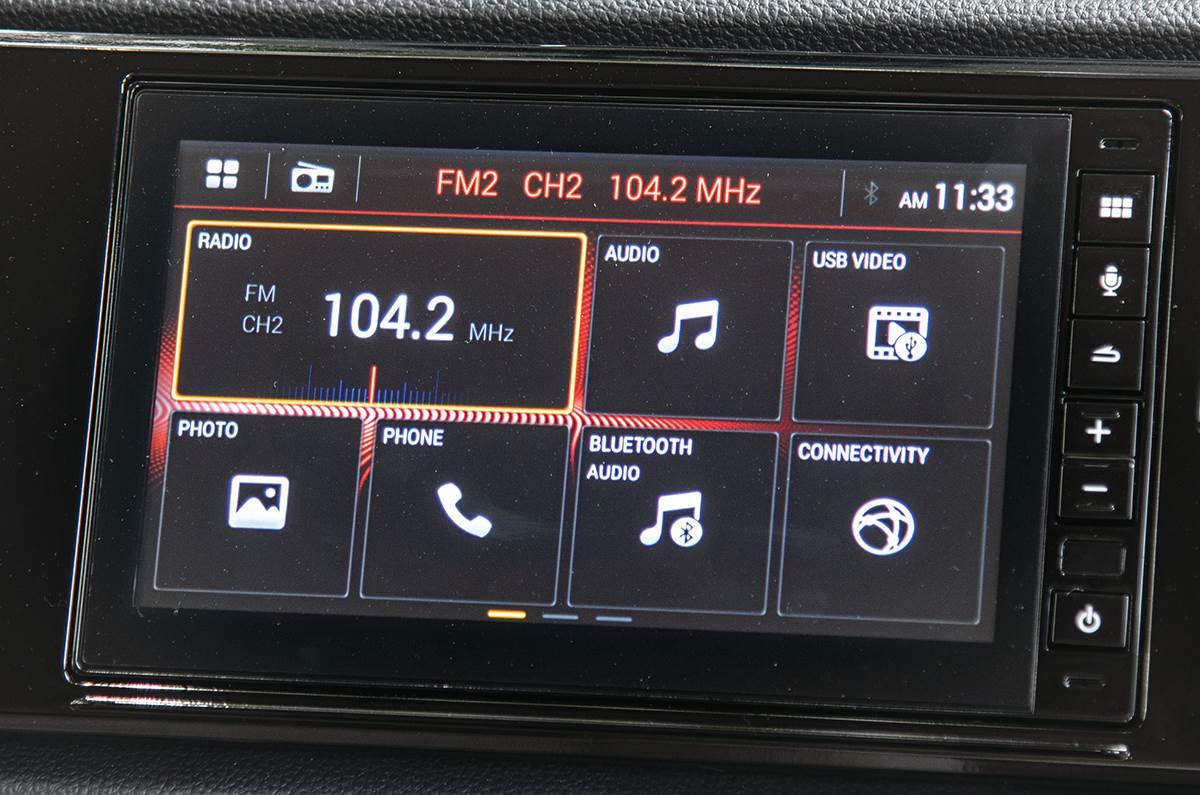 FM2 CH2 104.2 MHz
AM 11:33
RADIO
FM
CH2
104.2 MHz
AUDIO
USB VIDEO
PHOTO
PHONE
BLUETOOTH
AUDIO
CONNECTIVITY